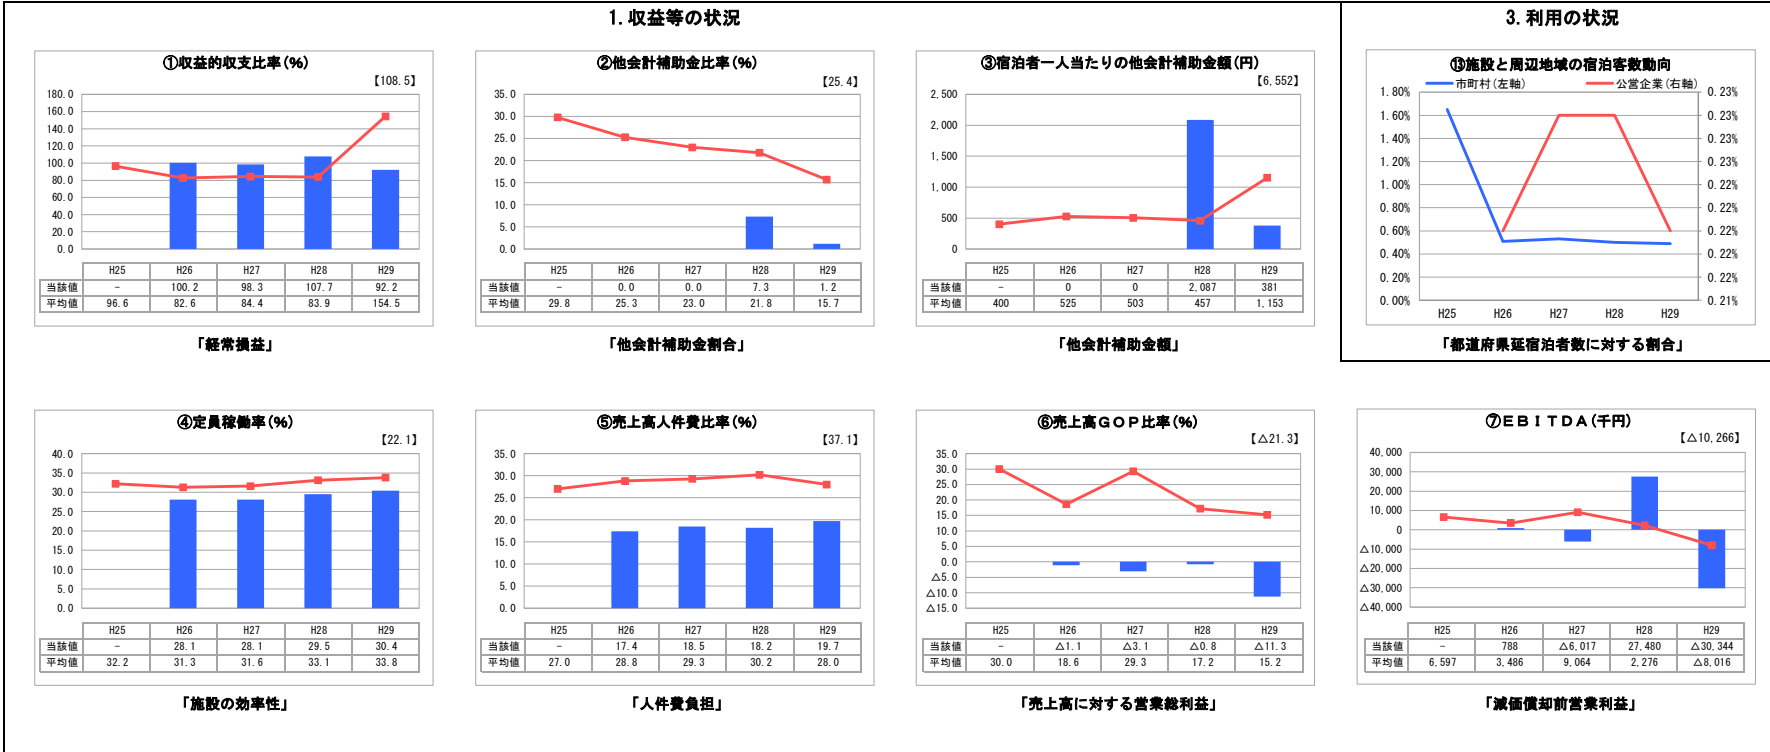 1. 収益等の状況
3. 利用の状況
①収益的収支比率(%)
【108.5】
180.0
160.0
140.0
120.0
100.0
80.0
60.0
40.0
20.0
0.0
H25 H26 H27 H28 H29
当該値 - 100.2 98.3 107.7 92.2
平均値 96.6 82.6 84.4 83.9 154.5
「経常損益」
②他会計補助金比率(%)
【25.4】
35.0
30.0
25.0
20.0
15.0
10.0
5.0
0.0
H25 H26 H27 H28 H29
当該値 - 0.0 0.0 7.3 1.2
平均値 29.8 25.3 23.0 21.8 15.7
「他会計補助金割合」
③宿泊者一人当たりの他会計補助金額(円)
【6,552】
2,500
2,000
1,500
1,000
500
0
H25 H26 H27 H28 H29
当該値 - 0 0 2,087 381
平均値 400 525 503 457 1,153
「他会計補助金額」
⑬施設と周辺地域の宿泊客数動向
市町村(左軸) 公営企業(右軸)
1.80% 0.23%
1.60% 0.23%
1.40% 0.23%
1.20% 0.23%
1.00% 0.22%
0.80% 0.22%
0.60% 0.22%
0.40% 0.22%
0.20% 0.22%
0.00% 0.21%
H25 H26 H27 H28 H29
「都道府県延宿泊者数に対する割合」
④定員稼働率(%)
【22.1】
40.0
35.0
30.0
25.0
20.0
15.0
10.0
5.0
0.0
H25 H26 H27 H28 H29
当該値 - 28.1 28.1 29.5 30.4
平均値 32.2 31.3 31.6 33.1 33.8
「施設の効率性」
⑤売上高人件費比率(%)
【37.1】
35.0
30.0
25.0
20.0
15.0
10.0
5.0
0.0
H25 H26 H27 H28 H29
当該値 - 17.4 18.5 18.2 19.7
平均値 27.0 28.8 29.3 30.2 28.0
「人件費負担」
⑥売上高GOP比率(%)
【△21.3】
35.0
30.0
25.0
20.0
15.0
10.0
5.0
0.0
△5.0
△10.0
△15.0
H25 H26 H27 H28 H29
当該値 - △1.1 △3.1 △0.8 △11.3
平均値 30.0 18.6 29.3 17.2 15.2
「売上高に対する営業総利益」
⑦EBITDA(千円)
【△10,266】
40,000
30,000
20,000
10,000
0
△10,000
△20,000
△30,000
△40,000
H25 H26 H27 H28 H29
当該値 - 788 △6,017 27,480 △30,344
平均値 6,597 3,486 9,064 2,276 △8,016
「減価償却前営業利益」